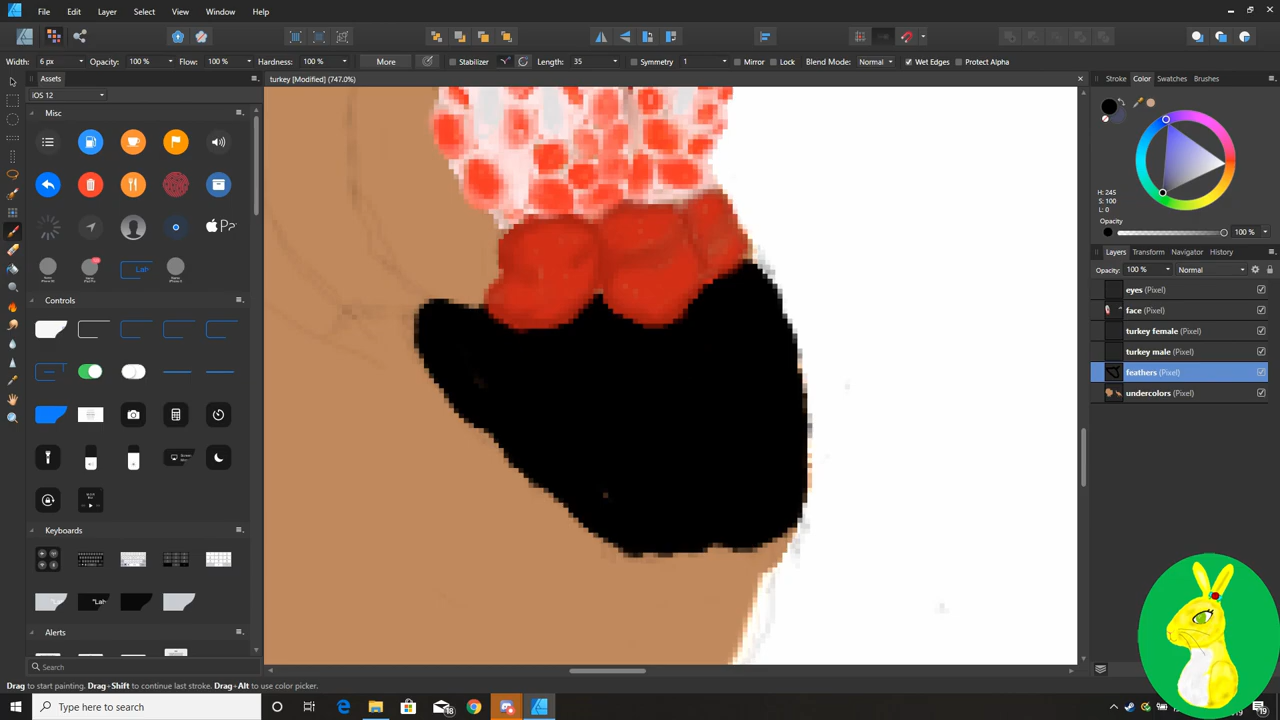 File Edit Layer Select View Window Help
Width: 6 px Opacity: 100 % Flow: 100 % Hardness: 100 % More Stabilizer Length: 35 Symmetry 1 Mirror Lock Blend Mode: Normal Wet Edges Protect Alpha
Assets
turkey [Modified] (747.0%)
Stroke Color Swatches Brushes
iOS 12
Misc
H: 245
S: 100
L: 0
Opacity
100 %
Layers Transform Navigator History
Opacity: 100 % Normal
eyes (Pixel)
face (Pixel)
turkey female (Pixel)
turkey male (Pixel)
feathers (Pixel)
undercolors (Pixel)
Controls
Keyboards
Alerts
Search
Drag to start painting. Drag+Shift to continue last stroke. Drag+Alt to use color picker.
Type here to search